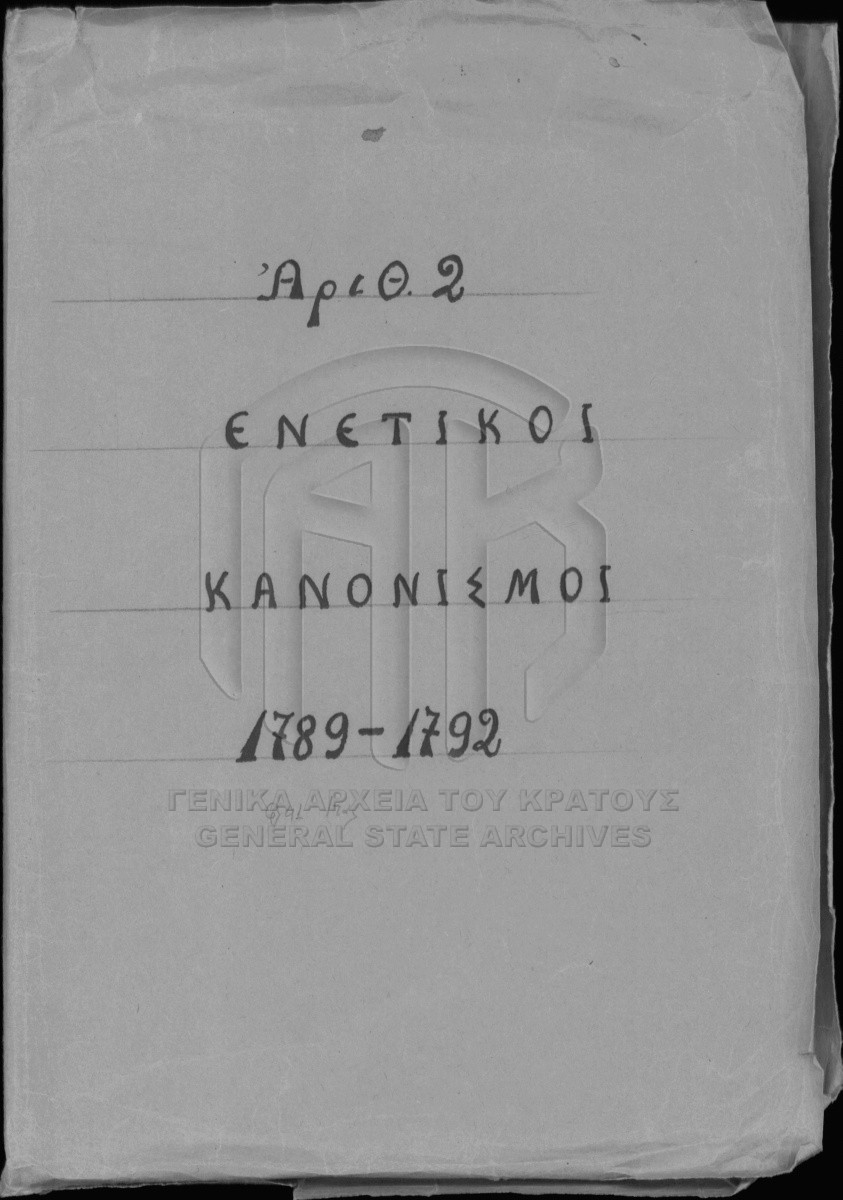 Ἀριθ. 2
ΕΝΕΤΙΚΟΙ
ΚΑΝΟΝΙΣΜΟΙ
1789-1792
ΓΕΝΙΚΑ ΑΡΧΕΙΑ ΤΟΥ ΚΡΑΤΟΥΣ
GENERAL STATE ARCHIVES